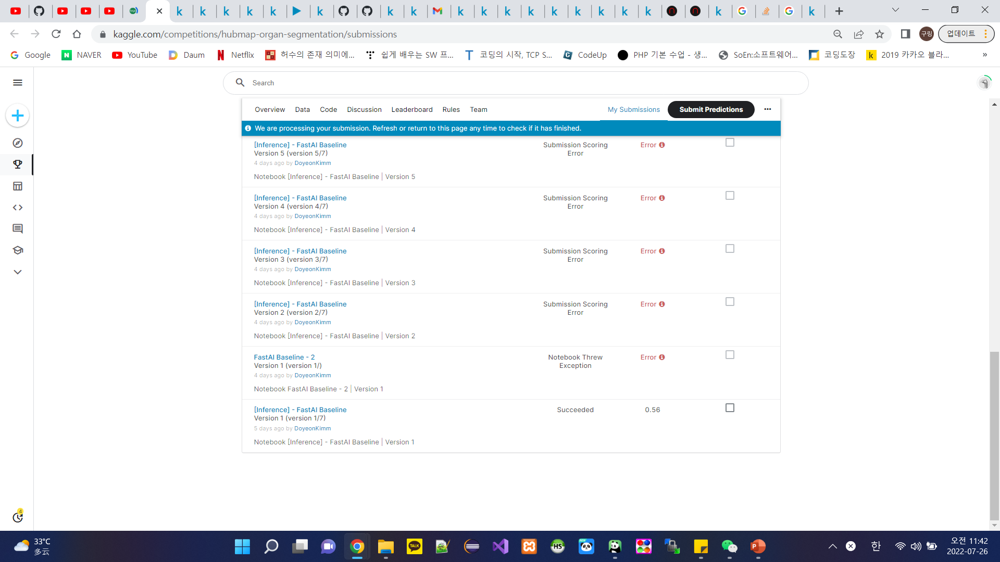 kaggle.com/competitions/hubmap-organ-segmentation/submissions
구링
업데이트
Google
NAVER
YouTube
Daum
Netflix
허수의 존재 의미에...
쉽게 배우는 SW 프...
코딩의 시작, TCP S...
CodeUp
PHP 기본 수업 - 생...
SoEn:소프트웨어...
코딩도장
2019 카카오 블라...
»
Search
Overview Data Code Discussion Leaderboard Rules Team My Submissions Submit Predictions
We are processing your submission. Refresh or return to this page any time to check if it has finished.
[Inference] - FastAI Baseline Submission Scoring Error
Version 5 (version 5/7) Error
4 days ago by DoyeonKimm
Notebook [Inference] - FastAI Baseline | Version 5
[Inference] - FastAI Baseline Submission Scoring Error
Version 4 (version 4/7) Error
4 days ago by DoyeonKimm
Notebook [Inference] - FastAI Baseline | Version 4
[Inference] - FastAI Baseline Submission Scoring Error
Version 3 (version 3/7) Error
4 days ago by DoyeonKimm
Notebook [Inference] - FastAI Baseline | Version 3
[Inference] - FastAI Baseline Submission Scoring Error
Version 2 (version 2/7) Error
4 days ago by DoyeonKimm
Notebook [Inference] - FastAI Baseline | Version 2
FastAI Baseline - 2 Notebook Threw Error
Version 1 (version 1/) Exception
4 days ago by DoyeonKimm
Notebook FastAI Baseline - 2 | Version 1
[Inference] - FastAI Baseline Succeeded 0.56
Version 1 (version 1/7)
5 days ago by DoyeonKimm
Notebook [Inference] - FastAI Baseline | Version 1
4
33°C
多云
TALK
HS
NEW
한
오전 11:42
2022-07-26